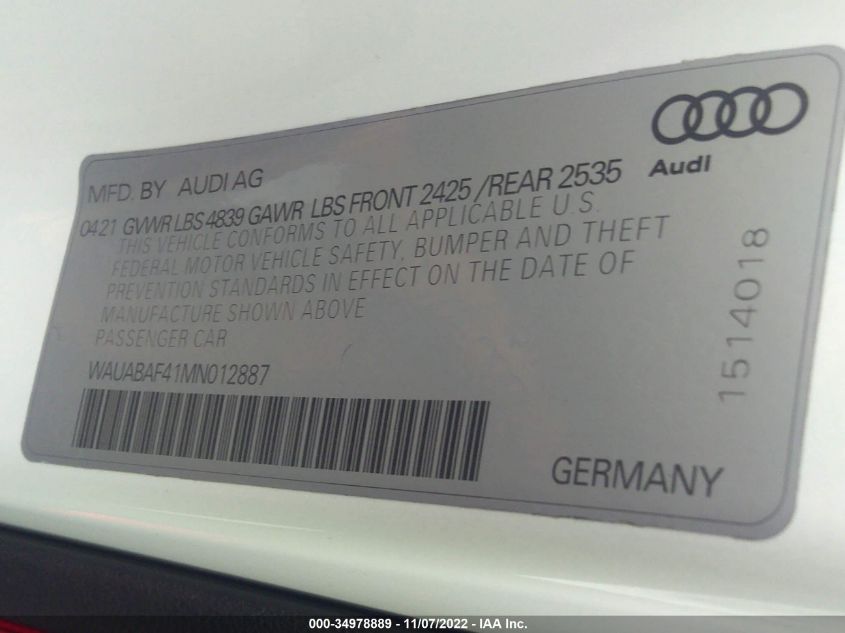 MFD. BY AUDI AG
Audi
0421 GVWR LBS 4839 GAWR LBS FRONT 2425 /REAR 2535
THIS VEHICLE CONFORMS TO ALL APPLICABLE U.S.
FEDERAL MOTOR VEHICLE SAFETY, BUMPER AND THEFT
PREVENTION STANDARDS IN EFFECT ON THE DATE OF
MANUFACTURE SHOWN ABOVE
PASSENGER CAR
WAUABAF41MN012887
1514018
GERMANY
000-34978889 - 11/07/2022 - IAA Inc.